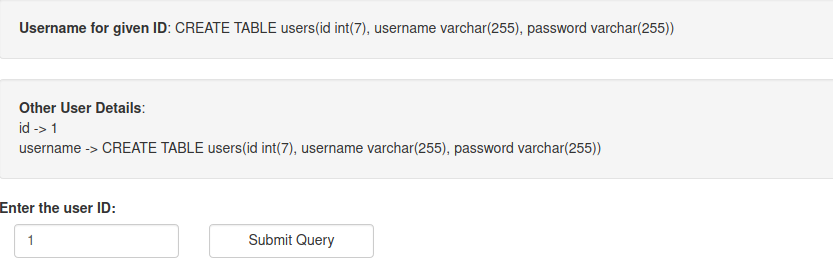 Username for given ID: CREATE TABLE users(id int(7), username varchar(255), password varchar(255))
Other User Details:
id -> 1
username -> CREATE TABLE users(id int(7), username varchar(255), password varchar(255))
Enter the user ID:
1
Submit Query